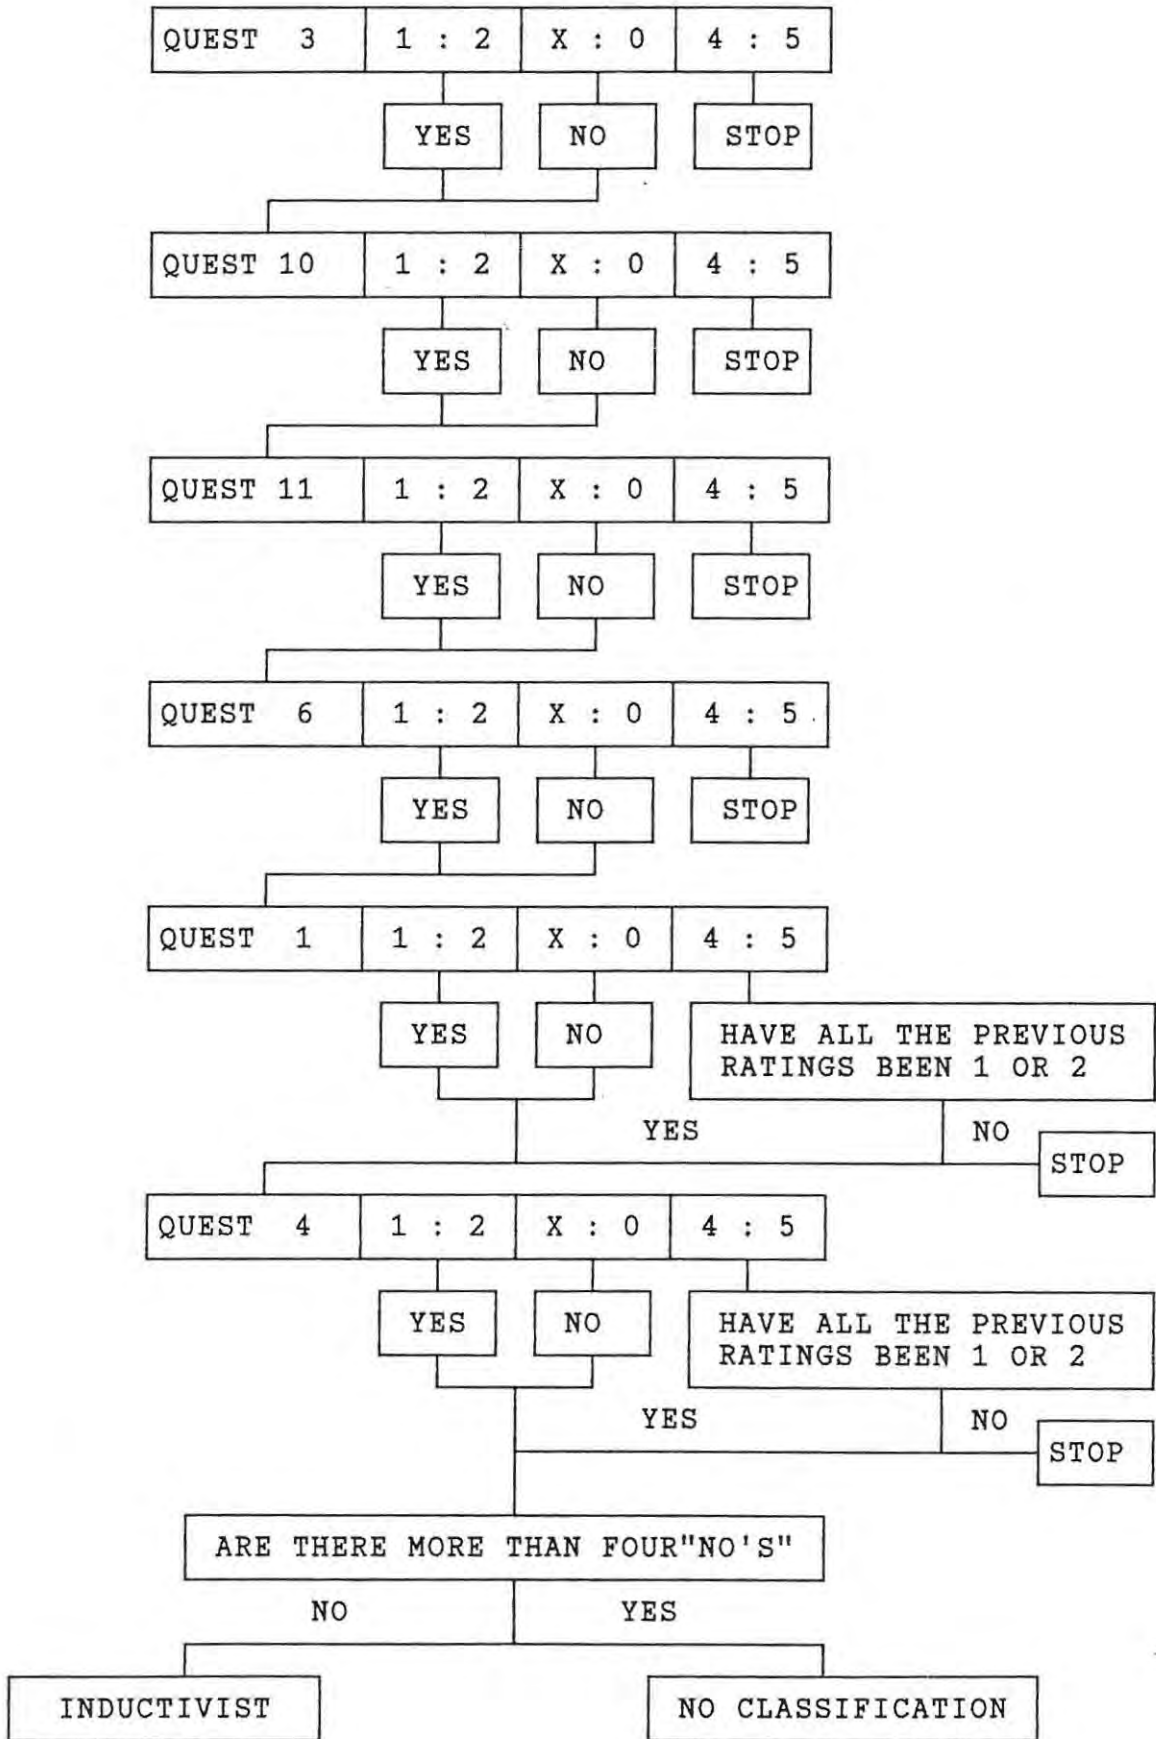 QUEST 3 1 : 2 X : 0 4 : 5
YES NO STOP
QUEST 10 1 : 2 X : 0 4 : 5
YES NO STOP
QUEST 11 1 : 2 X : 0 4 : 5
YES NO STOP
QUEST 6 1 : 2 X : 0 4 : 5
YES NO STOP
QUEST 1 1 : 2 X : 0 4 : 5
YES NO HAVE ALL THE PREVIOUS
RATINGS BEEN 1 OR 2
YES NO
STOP
QUEST 4 1 : 2 X : 0 4 : 5
YES NO HAVE ALL THE PREVIOUS
RATINGS BEEN 1 OR 2
YES NO
STOP
ARE THERE MORE THAN FOUR"NO'S"
NO YES
INDUCTIVIST NO CLASSIFICATION